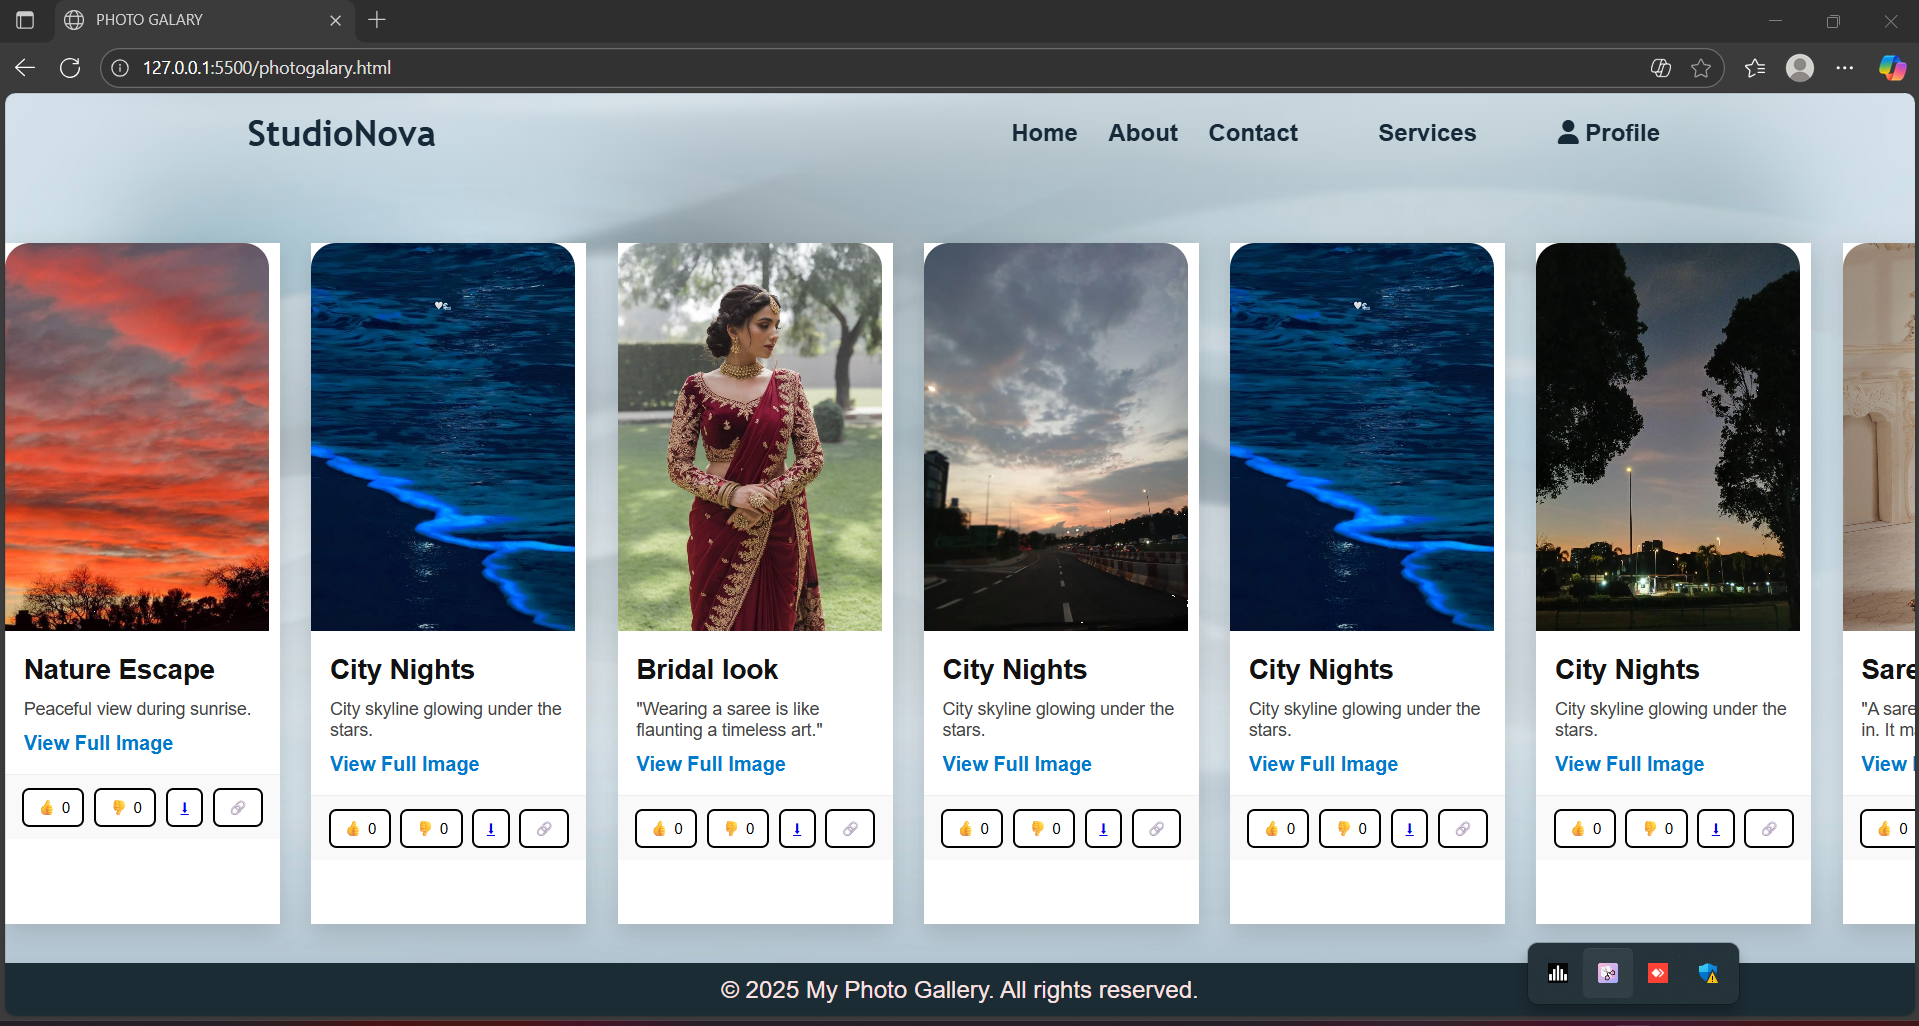 PHOTO GALARY
127.0.0.1:5500/photogalary.html
StudioNova
Home About Contact Services Profile
Nature Escape
Peaceful view during sunrise.
View Full Image
0 0
City Nights
City skyline glowing under the
stars.
View Full Image
0 0
Bridal look
"Wearing a saree is like
flaunting a timeless art."
View Full Image
0 0
City Nights
City skyline glowing under the
stars.
View Full Image
0 0
City Nights
City skyline glowing under the
stars.
View Full Image
0 0
City Nights
City skyline glowing under the
stars.
View Full Image
0 0
Sare
"A sare
in. It m
View
0
© 2025 My Photo Gallery. All rights reserved.